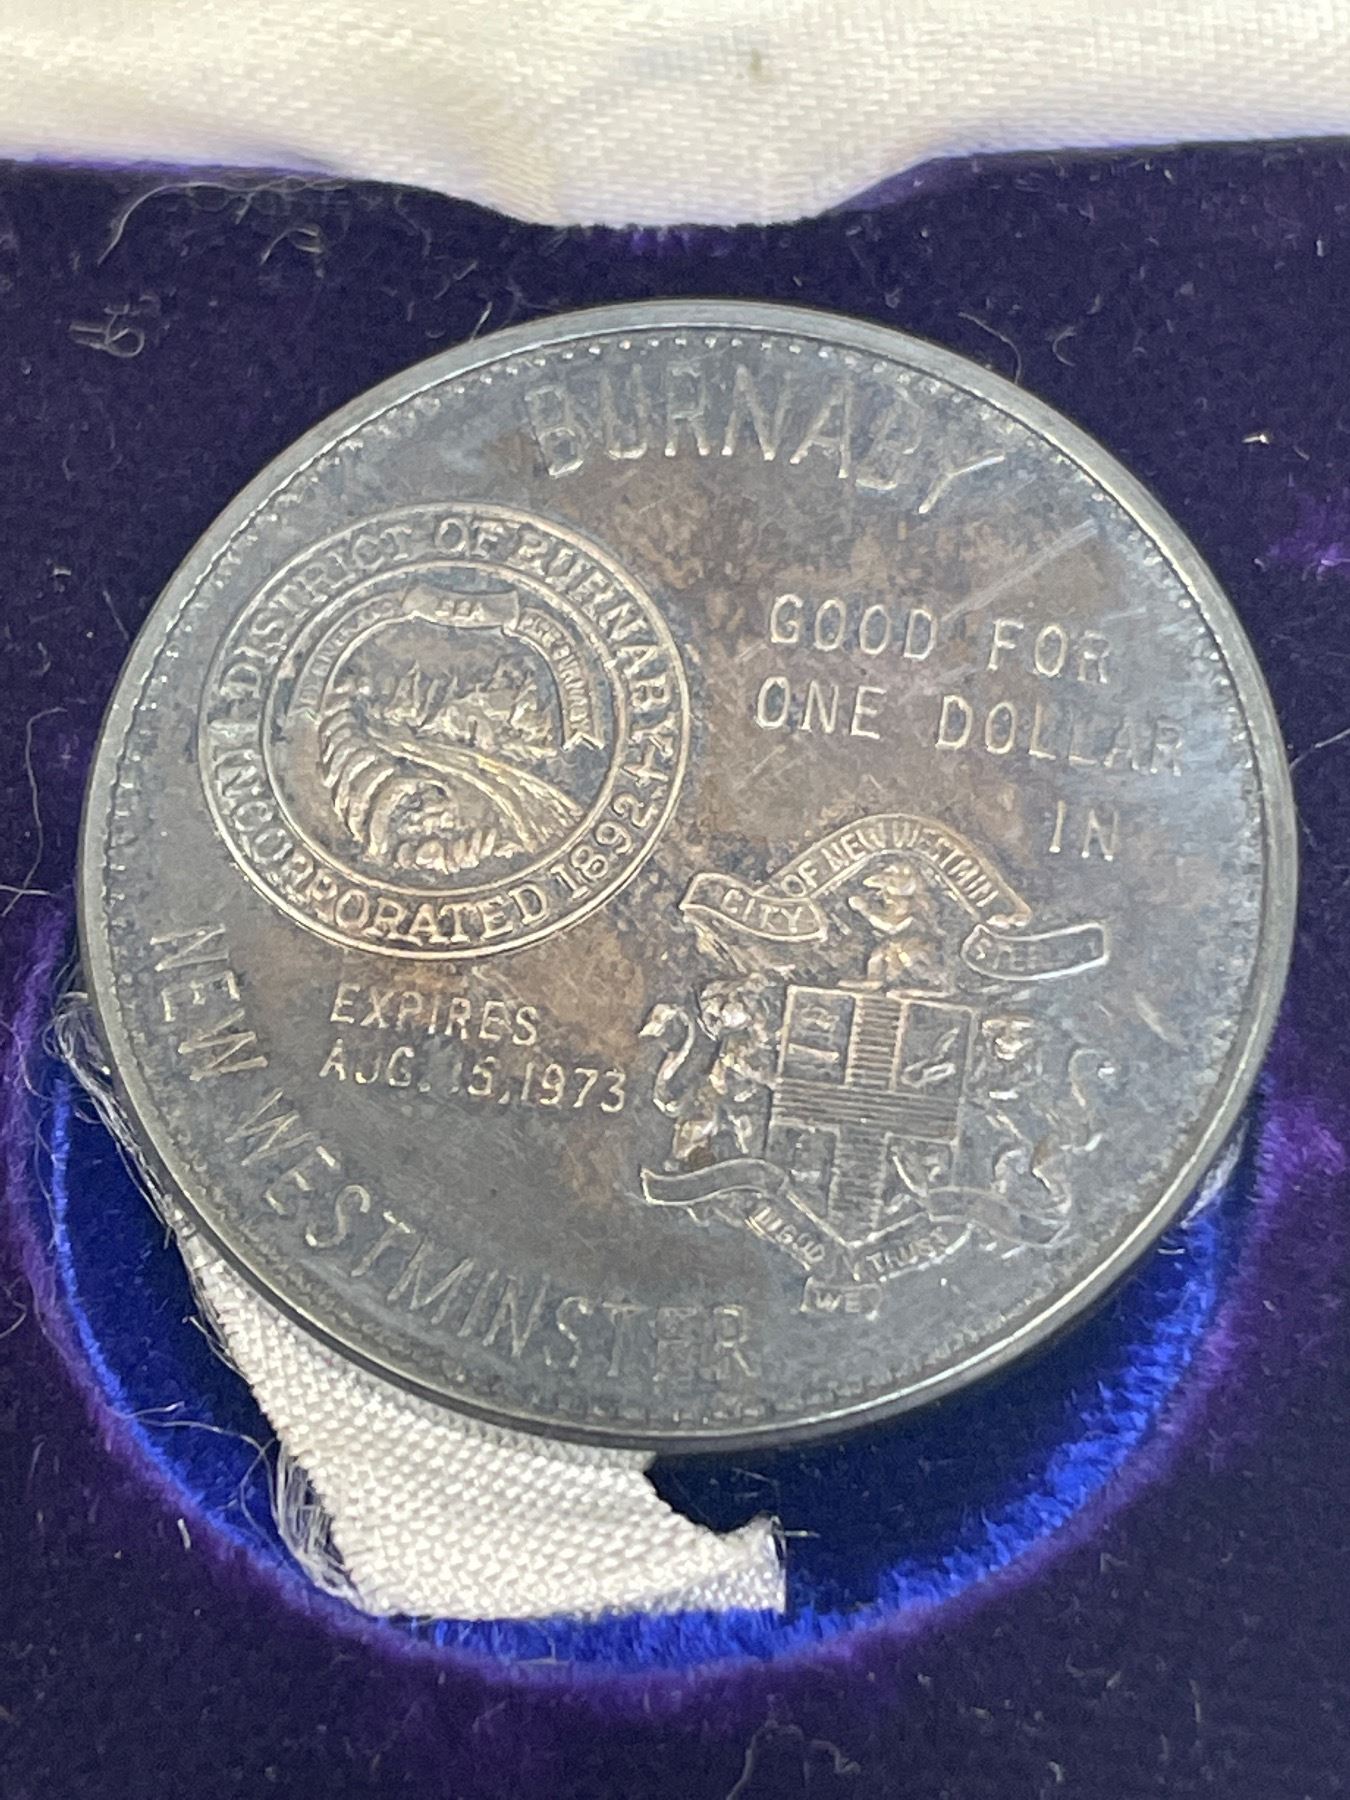 BURNABY
DISTRICT OF BURNABY
INCORPORATED 1892
SEA
GOOD FOR
ONE DOLLAR
IN
CITY OF NEW WESTMIN
EXPIRES
AUG. 15, 1973
IN GOD WE TRUST
NEW WESTMINSTER